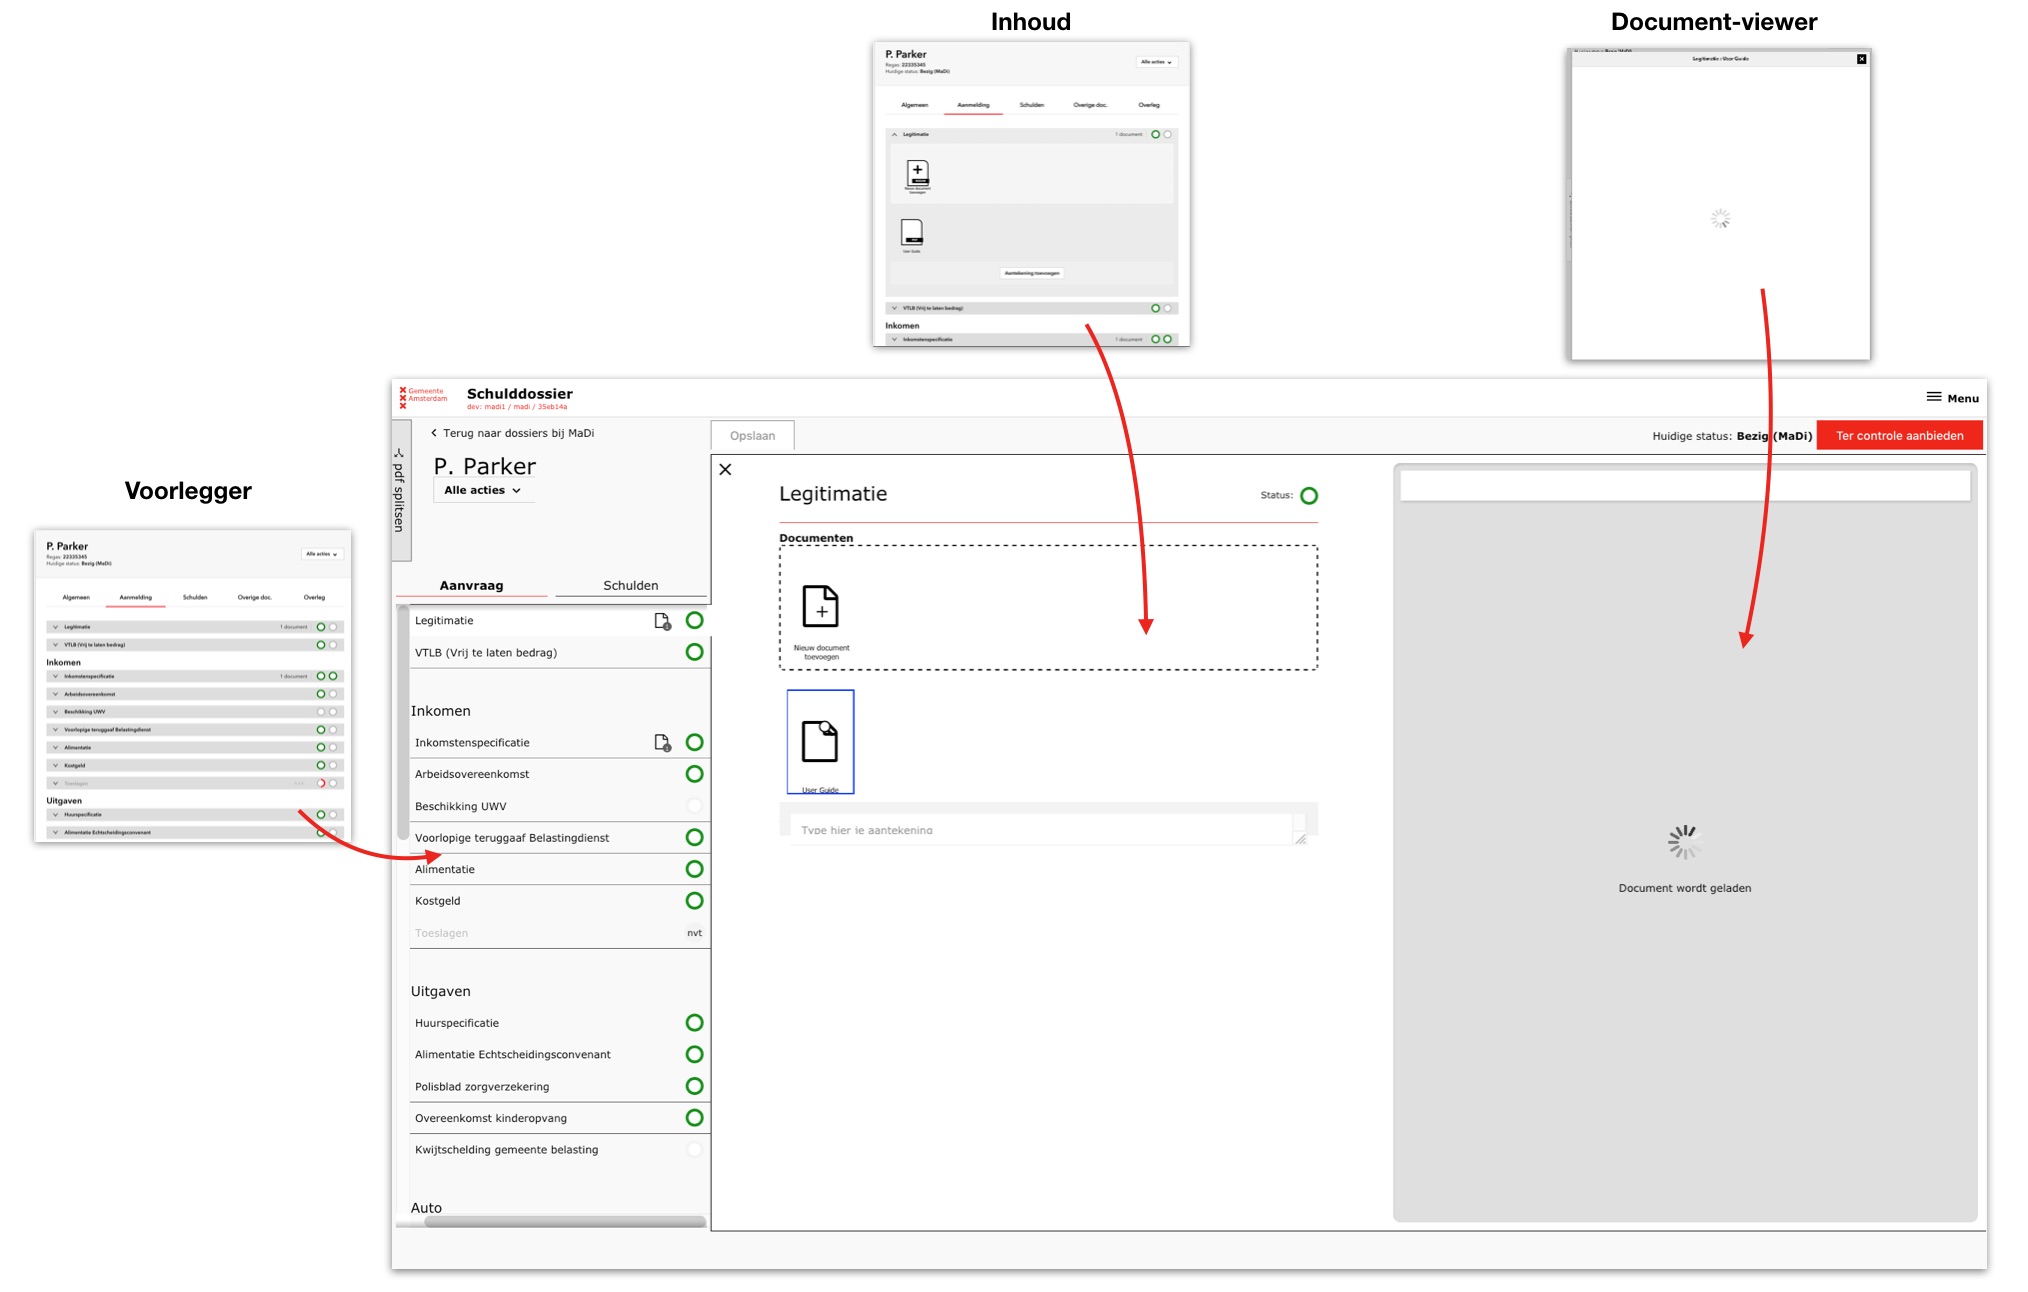 Inhoud
Document-viewer
P. Parker
Regas: 22335345
Huidige status: Bezig (MaDi)
Alle acties
Algemeen
Aanmelding
Schulden
Overige doc.
Overleg
Legitimatie
1 document
Nieuw document
toevoegen
User Guide
Aantekening toevoegen
VTLB (Vrij te laten bedrag)
Inkomen
Inkomstenspecificatie
1 document
Legitimatie : User Guide
Voorlegger
P. Parker
Regas: 22335345
Huidige status: Bezig (MaDi)
Alle acties
Algemeen
Aanmelding
Schulden
Overige doc.
Overleg
Legitimatie
1 document
VTLB (Vrij te laten bedrag)
Inkomen
Inkomstenspecificatie
1 document
Arbeidsovereenkomst
Beschikking UWV
Voorlopige teruggaaf Belastingdienst
Alimentatie
Kostgeld
Toeslagen
Uitgaven
Huurspecificatie
Alimentatie Echtscheidingsconvenant
Gemeente
Amsterdam
Schulddossier
dev: madi1 / madi / 35eb14a
Menu
pdf splitsen
Terug naar dossiers bij MaDi
P. Parker
Alle acties
Opslaan
Huidige status: Bezig (MaDi)
Ter controle aanbieden
Aanvraag
Schulden
Legitimatie
VTLB (Vrij te laten bedrag)
Inkomen
Inkomstenspecificatie
Arbeidsovereenkomst
Beschikking UWV
Voorlopige teruggaaf Belastingdienst
Alimentatie
Kostgeld
Toeslagen
nvt
Uitgaven
Huurspecificatie
Alimentatie Echtscheidingsconvenant
Polisblad zorgverzekering
Overeenkomst kinderopvang
Kwijtschelding gemeente belasting
Auto
Legitimatie
Status:
Documenten
Nieuw document
toevoegen
User Guide
Type hier je aantekening
Document wordt geladen